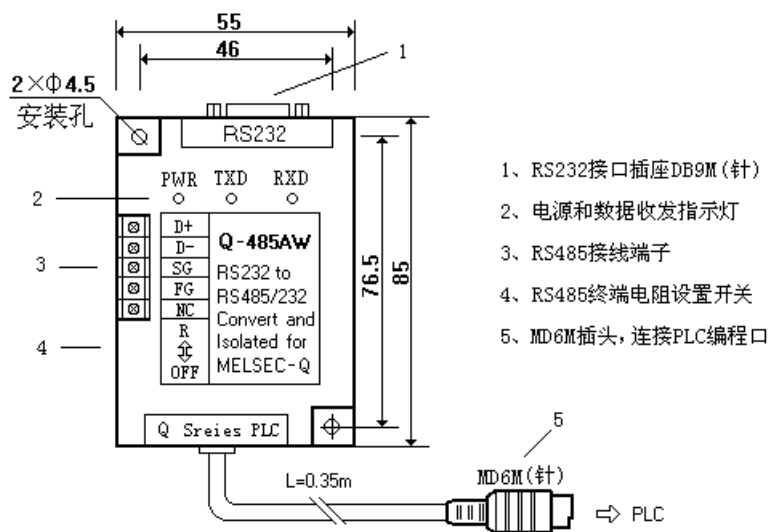 55
46
1
2×Φ4.5
安装孔
RS232
PWR TXD RXD
2
D+
D-
SG
FG
NC
R
OFF
3
4
Q-485AW
RS232 to
RS485/232
Convert and
Isolated for
MELSEC-Q
76.5
85
Q Sreies PLC
L=0.35m
5
MD6M(针)
PLC
1、RS232接口插座DB9M(针)
2、电源和数据收发指示灯
3、RS485接线端子
4、RS485终端电阻设置开关
5、MD6M插头,连接PLC编程口